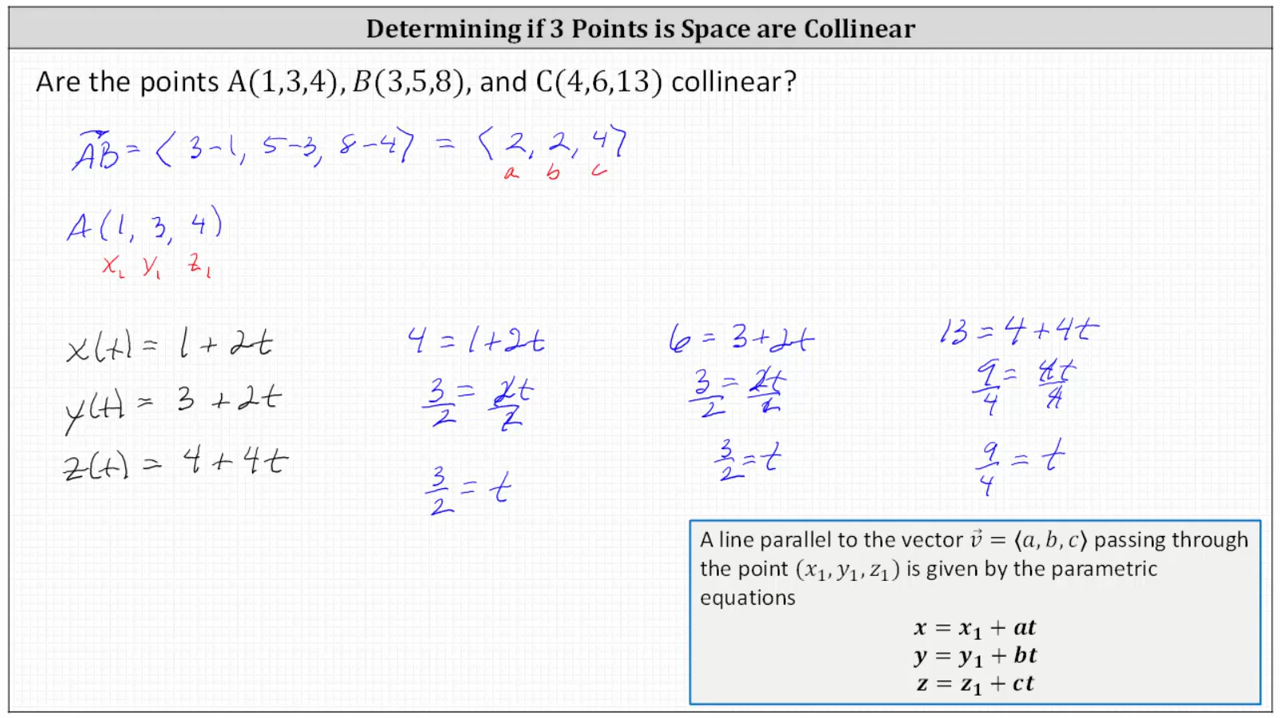 Determining if 3 Points is Space are Collinear
Are the points A(1,3,4), B(3,5,8), and C(4,6,13) collinear?
AB⃗ = ⟨ 3-1, 5-3, 8-4 ⟩ = ⟨ 2, 2, 4 ⟩
a b c
A (1, 3, 4)
x₁ y₁ z₁
x(t) = 1 + 2t
y(t) = 3 + 2t
z(t) = 4 + 4t
4 = 1 + 2t
3/2 = 2t/2
3/2 = t
6 = 3 + 2t
3/2 = 2t/2
3/2 = t
13 = 4 + 4t
9/4 = 4t/4
9/4 = t
A line parallel to the vector v⃗ = ⟨a, b, c⟩ passing through
the point (x₁, y₁, z₁) is given by the parametric
equations
x = x₁ + at
y = y₁ + bt
z = z₁ + ct